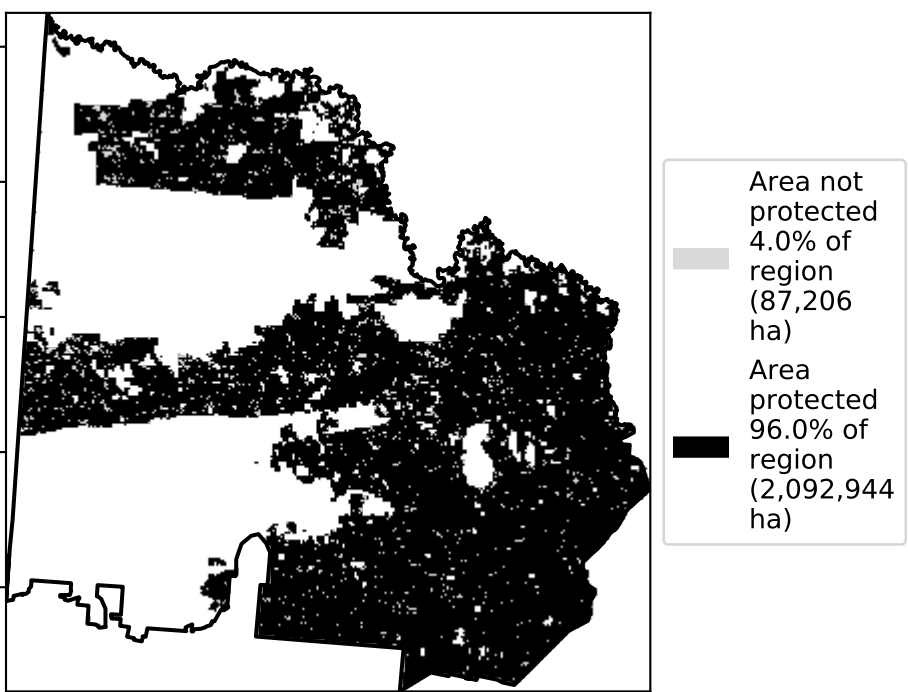 Area not
protected
4.0% of
region
(87,206
ha)
Area
protected
96.0% of
region
(2,092,944
ha)